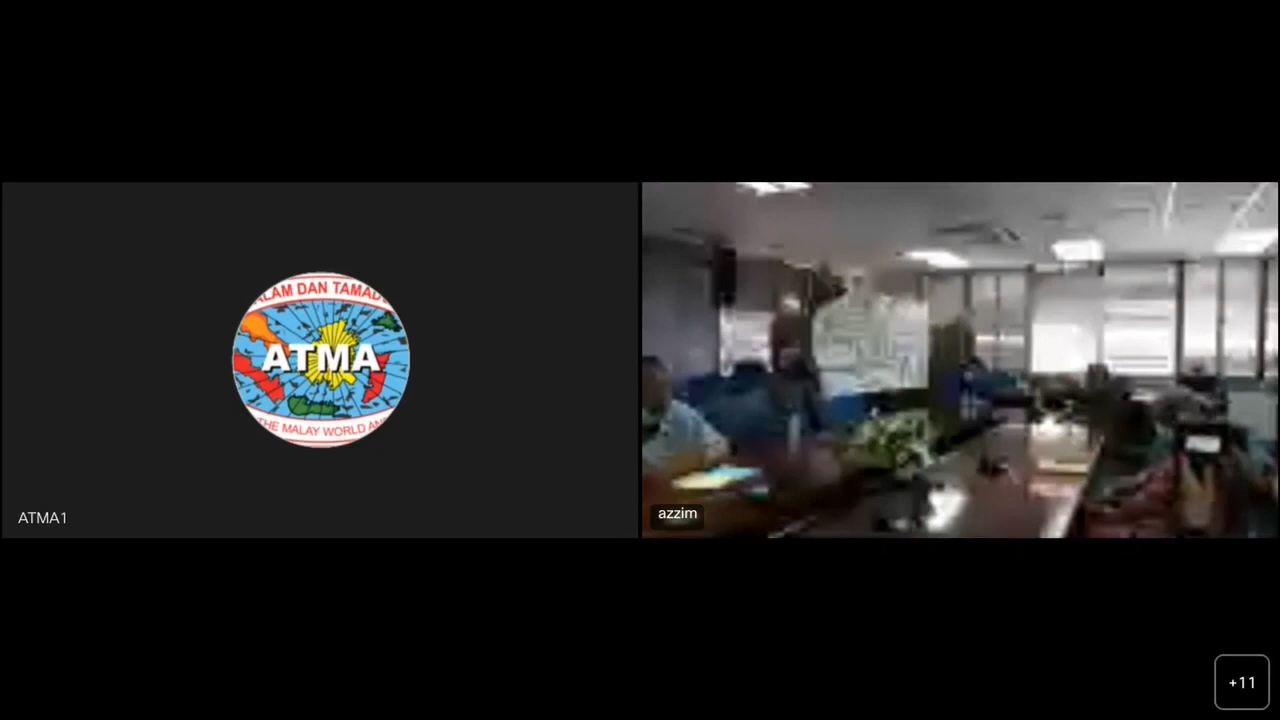 ALAM DAN TAMAD
ATMA
THE MALAY WORLD AN
ATMA1
azzim
+11